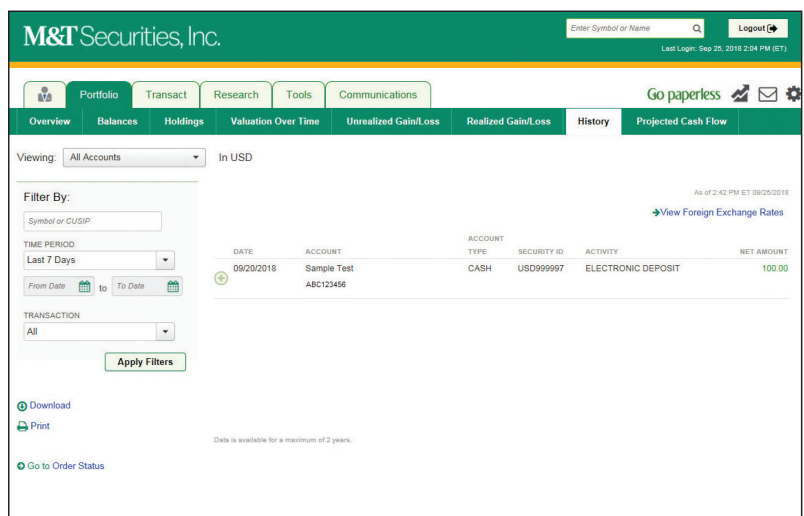 M&T Securities, Inc.
Enter Symbol or Name
Logout
Last Login: Sep 25, 2018 2:04 PM (ET)
Portfolio Transact Research Tools Communications
Go paperless
Overview Balances Holdings Valuation Over Time Unrealized Gain/Loss Realized Gain/Loss History Projected Cash Flow
Viewing: All Accounts In USD
As of 2:42 PM ET 09/25/2018
Filter By:
Symbol or CUSIP
TIME PERIOD
Last 7 Days
From Date to To Date
TRANSACTION
All
Apply Filters
View Foreign Exchange Rates
DATE ACCOUNT ACCOUNT TYPE SECURITY ID ACTIVITY NET AMOUNT
09/20/2018 Sample Test CASH USD999997 ELECTRONIC DEPOSIT 100.00
ABC123456
Download
Print
Data is available for a maximum of 2 years.
Go to Order Status